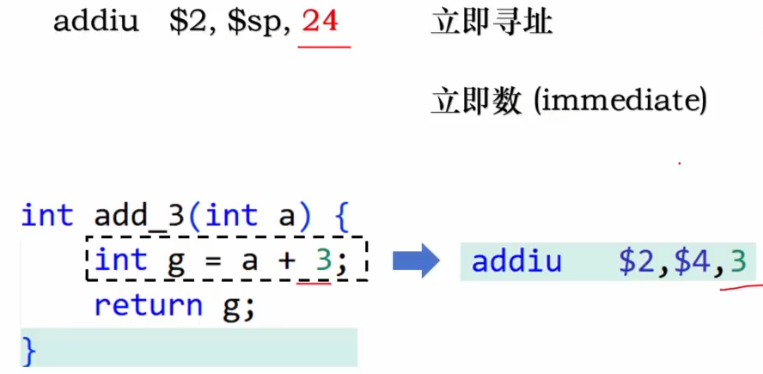 addiu $2, $sp, 24 立即寻址
立即数 (immediate)
int add_3(int a) {
int g = a + 3;
addiu $2,$4,3
return g;
}